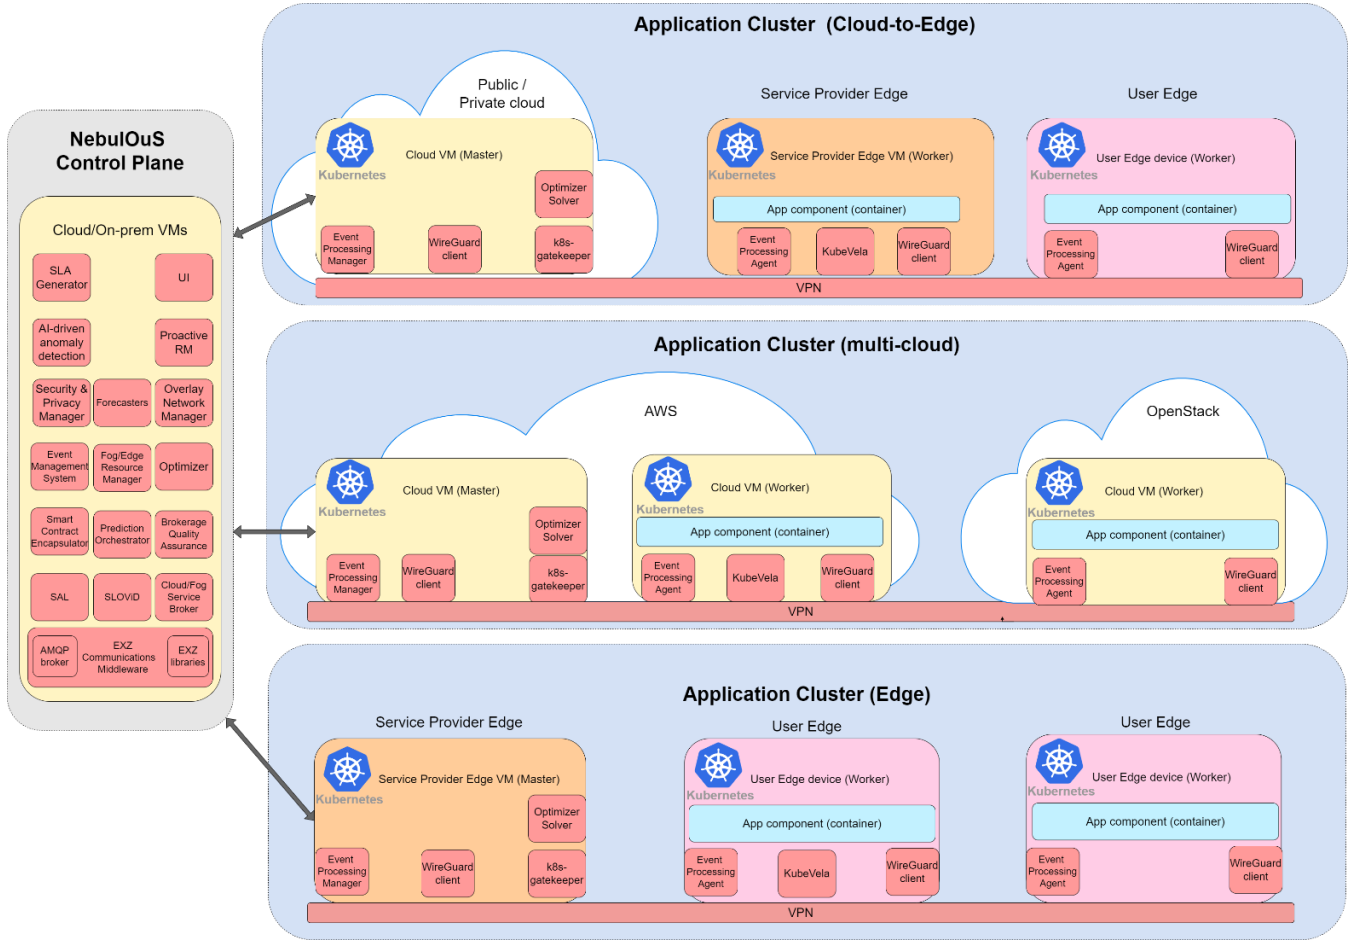 NebulOuS
Control Plane
Cloud/On-prem VMs
SLA
Generator
UI
AI-driven
anomaly
detection
Proactive
RM
Security &
Privacy
Manager
Forecasters
Overlay
Network
Manager
Event
Management
System
Fog/Edge
Resource
Manager
Optimizer
Smart
Contract
Encapsulator
Prediction
Orchestrator
Brokerage
Quality
Assurance
SAL
SLOViD
Cloud/Fog
Service
Broker
AMQP
broker
EXZ
Communications
Middleware
EXZ
libraries
Application Cluster (Cloud-to-Edge)
Public /
Private cloud
Service Provider Edge
User Edge
Kubernetes
Cloud VM (Master)
Optimizer
Solver
Event
Processing
Manager
WireGuard
client
k8s-
gatekeeper
Kubernetes
Service Provider Edge VM (Worker)
App component (container)
Event
Processing
Agent
KubeVela
WireGuard
client
Kubernetes
User Edge device (Worker)
App component (container)
Event
Processing
Agent
WireGuard
client
VPN
Application Cluster (multi-cloud)
AWS
OpenStack
Kubernetes
Cloud VM (Master)
Optimizer
Solver
Event
Processing
Manager
WireGuard
client
k8s-
gatekeeper
Kubernetes
Cloud VM (Worker)
App component (container)
Event
Processing
Agent
KubeVela
WireGuard
client
Kubernetes
Cloud VM (Worker)
App component (container)
Event
Processing
Agent
WireGuard
client
VPN
Application Cluster (Edge)
Service Provider Edge
User Edge
User Edge
Kubernetes
Service Provider Edge VM (Master)
Optimizer
Solver
Event
Processing
Manager
WireGuard
client
k8s-
gatekeeper
Kubernetes
User Edge device (Worker)
App component (container)
Event
Processing
Agent
KubeVela
WireGuard
client
Kubernetes
User Edge device (Worker)
App component (container)
Event
Processing
Agent
WireGuard
client
VPN